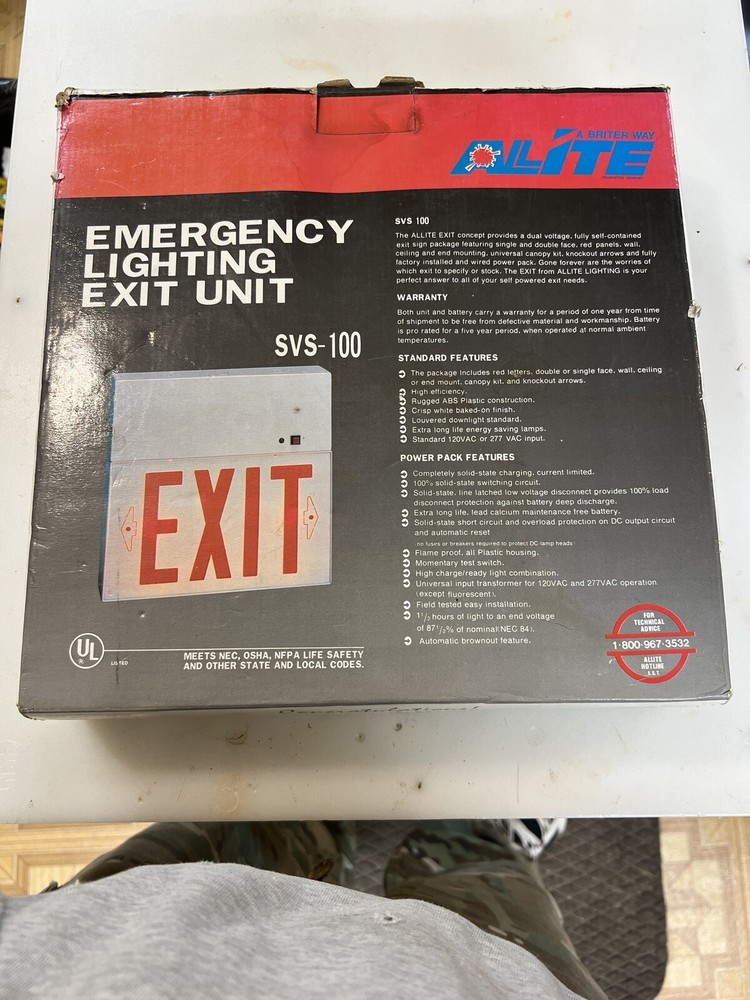 A BRITER WAY
ALLITE
EMERGENCY
LIGHTING
EXIT UNIT
SVS-100
EXIT
UL
®
LISTED
MEETS NEC, OSHA, NFPA LIFE SAFETY
AND OTHER STATE AND LOCAL CODES.
SVS 100
The ALLITE EXIT concept provides a dual voltage, fully self-contained
exit sign package featuring single and double face, red panels, wall,
ceiling and end mounting, universal canopy kit, knockout arrows and fully
factory installed and wired power pack. Gone forever are the worries of
which exit to specify or stock. The EXIT from ALLITE LIGHTING is your
perfect answer to all of your self powered exit needs.
WARRANTY
Both unit and battery carry a warranty for a period of one year from time
of shipment to be free from defective material and workmanship. Battery
is pro rated for a five year period, when operated at normal ambient
temperatures.
STANDARD FEATURES
The package includes red letters, double or single face, wall, ceiling
or end mount, canopy kit, and knockout arrows.
High efficiency.
Rugged ABS Plastic construction.
Crisp white baked-on finish.
Louvered downlight standard.
Extra long life energy saving lamps.
Standard 120VAC or 277 VAC input.
POWER PACK FEATURES
Completely solid-state charging, current limited.
100% solid-state switching circuit.
Solid-state, line latched low voltage disconnect provides 100% load
disconnect protection against battery deep discharge.
Extra long life, lead calcium maintenance free battery.
Solid-state short circuit and overload protection on DC output circuit
and automatic reset
(no fuses or breakers required to protect DC lamp heads)
Flame proof, all Plastic housing.
Momentary test switch.
High charge/ready light combination.
Universal input transformer for 120VAC and 277VAC operation
(except fluorescent).
Field tested easy installation.
1 1/2 hours of light to an end voltage
of 87 1/2% of nominal(NEC 84).
Automatic brownout feature.
FOR
TECHNICAL
ADVICE
1-800-967-3532
ALLITE
HOTLINE
E.S.T.